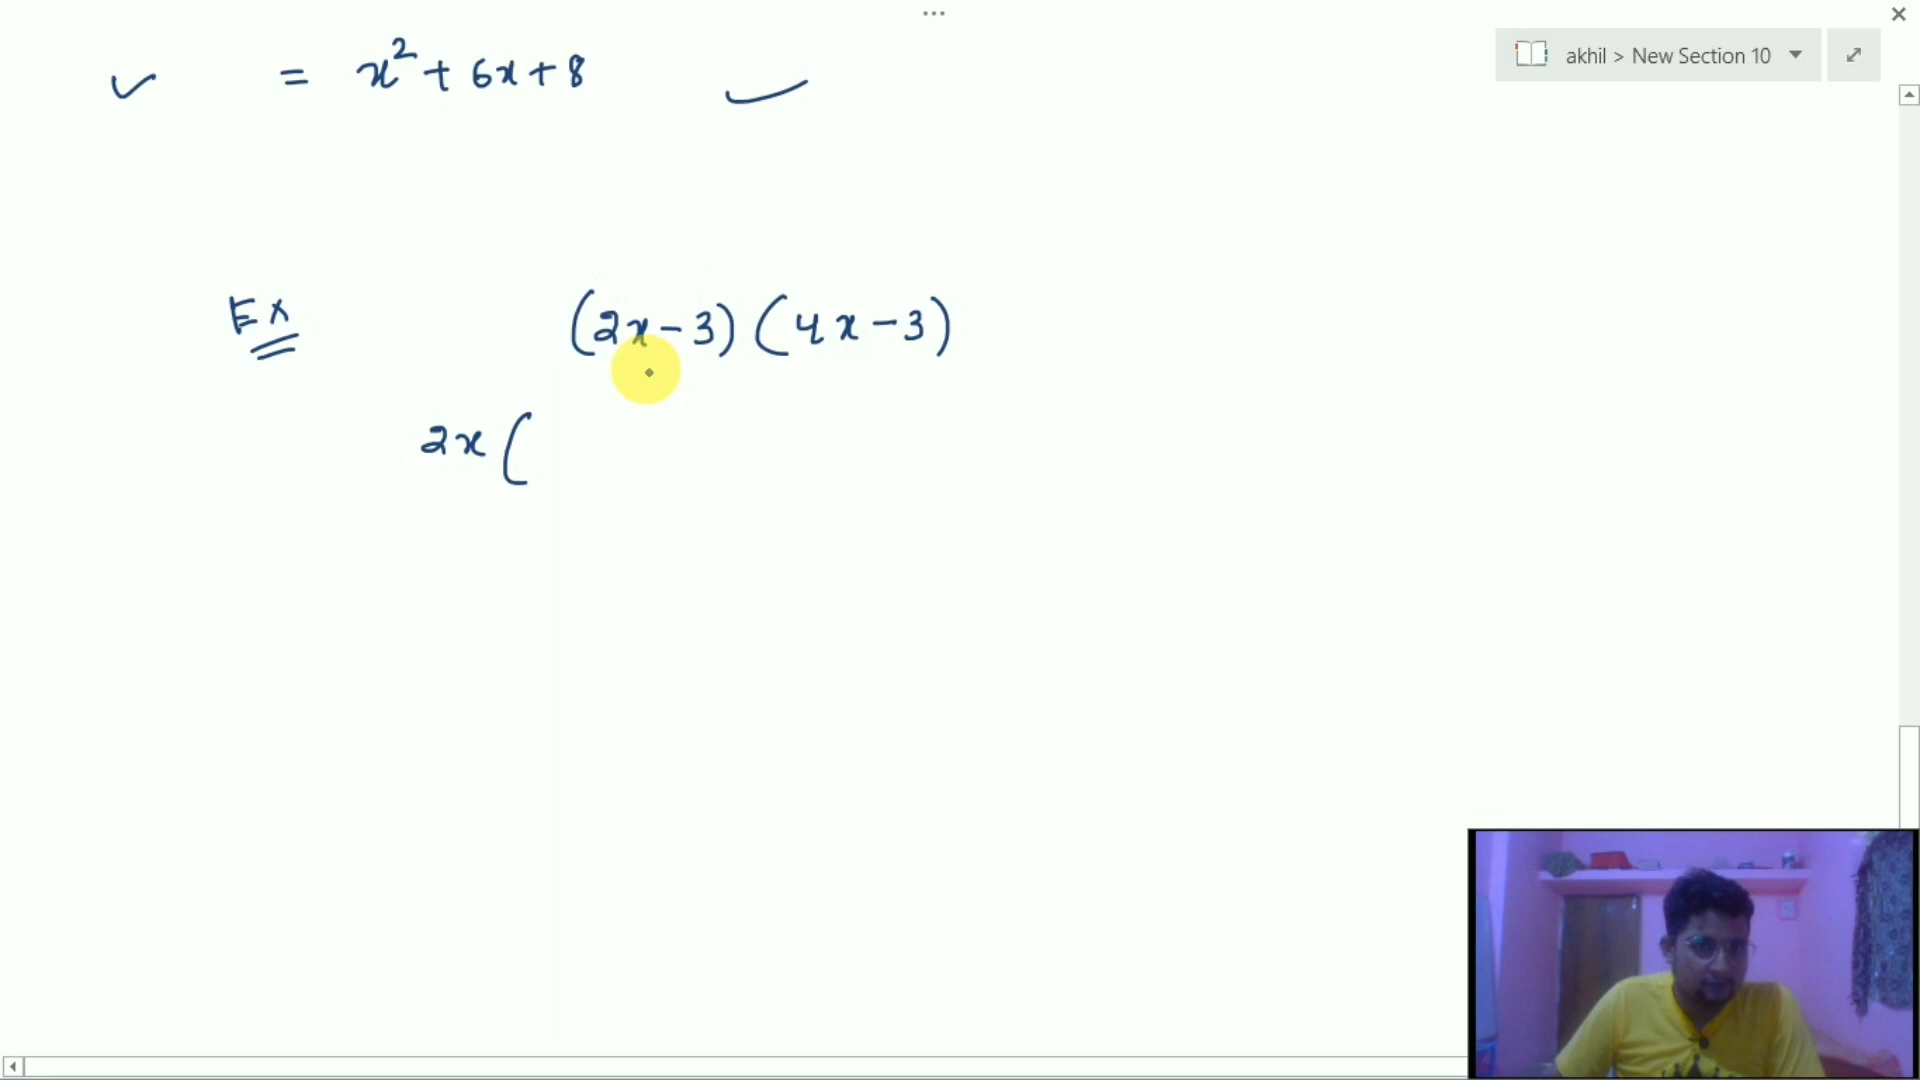 = x² + 6x + 8
akhil > New Section 10
Ex (2x - 3) (4x - 3)
2x (